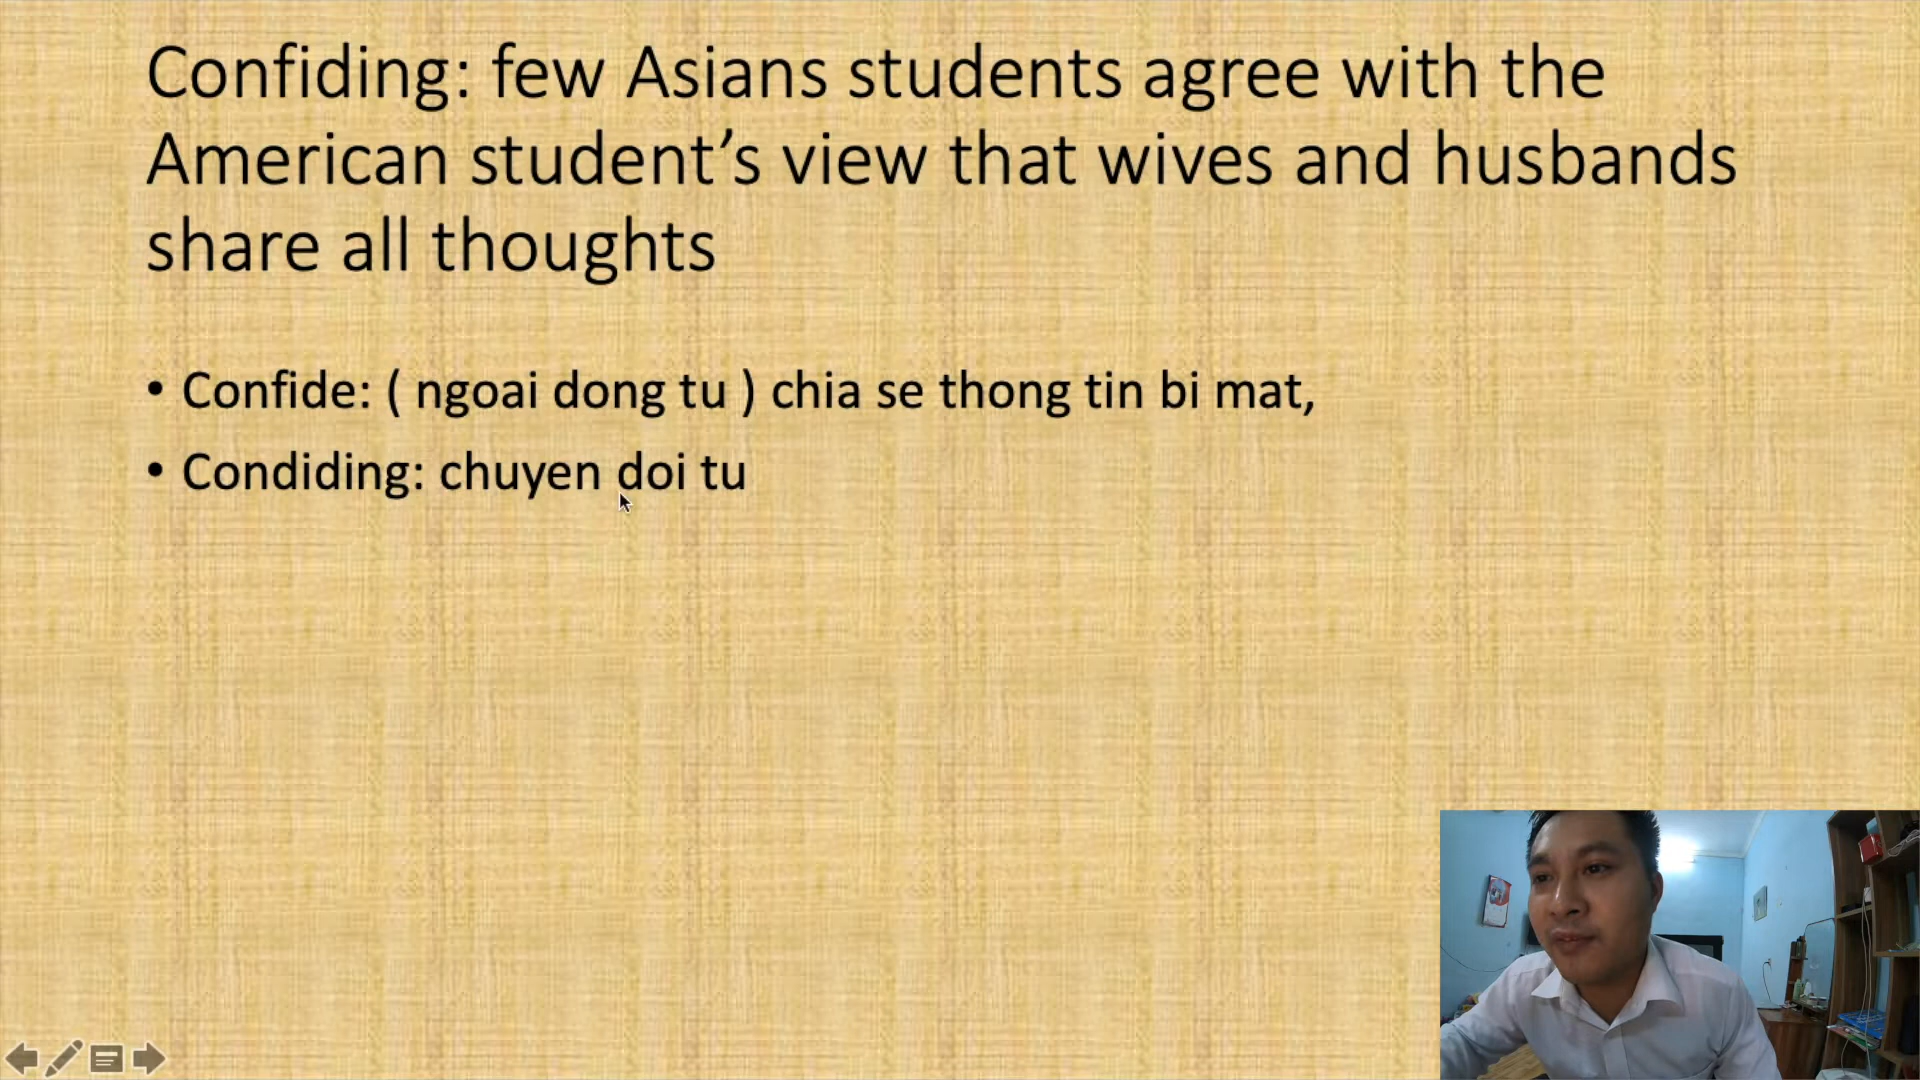 Confiding: few Asians students agree with the
American student’s view that wives and husbands
share all thoughts
• Confide: ( ngoai dong tu ) chia se thong tin bi mat,
• Condiding: chuyen doi tu